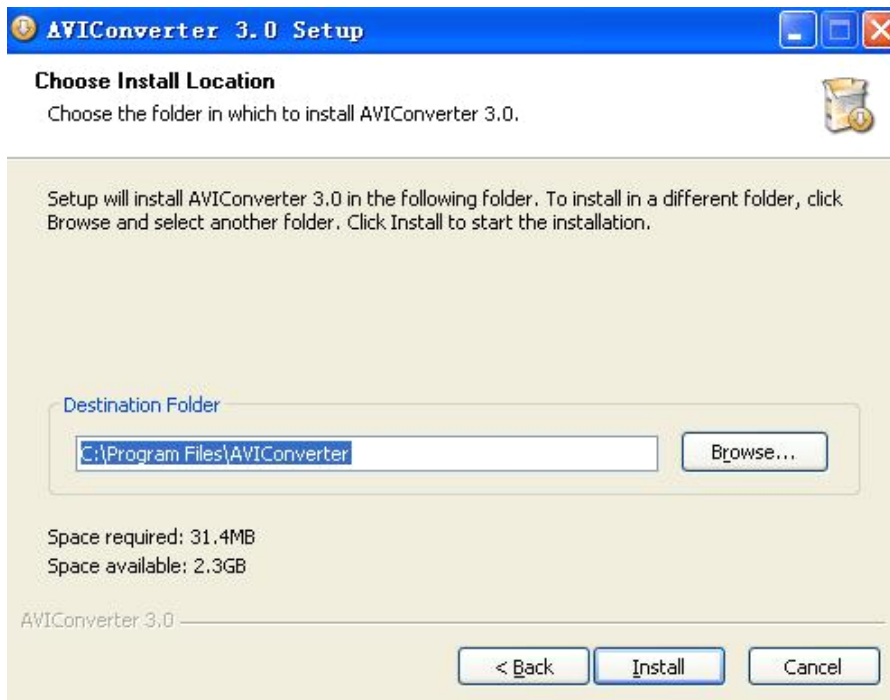 AVIConverter 3.0 Setup
Choose Install Location
Choose the folder in which to install AVIConverter 3.0.
Setup will install AVIConverter 3.0 in the following folder. To install in a different folder, click
Browse and select another folder. Click Install to start the installation.
Destination Folder
C:\Program Files\AVIConverter
Browse...
Space required: 31.4MB
Space available: 2.3GB
AVIConverter 3.0
< Back
Install
Cancel